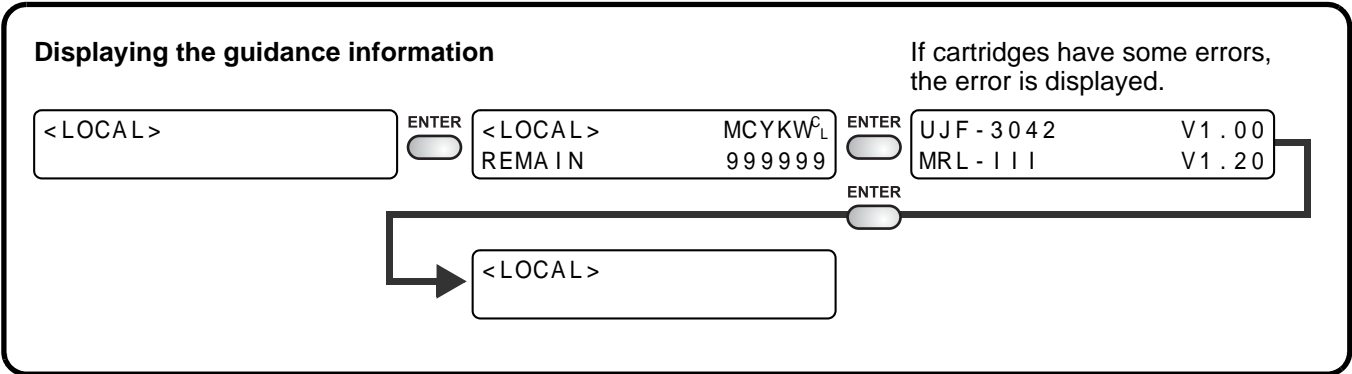 Displaying the guidance information
If cartridges have some errors,
the error is displayed.
<LOCAL>
ENTER
<LOCAL> MCYKWCL
REMAIN 999999
ENTER
UJF-3042 V1.00
MRL-III V1.20
ENTER
<LOCAL>